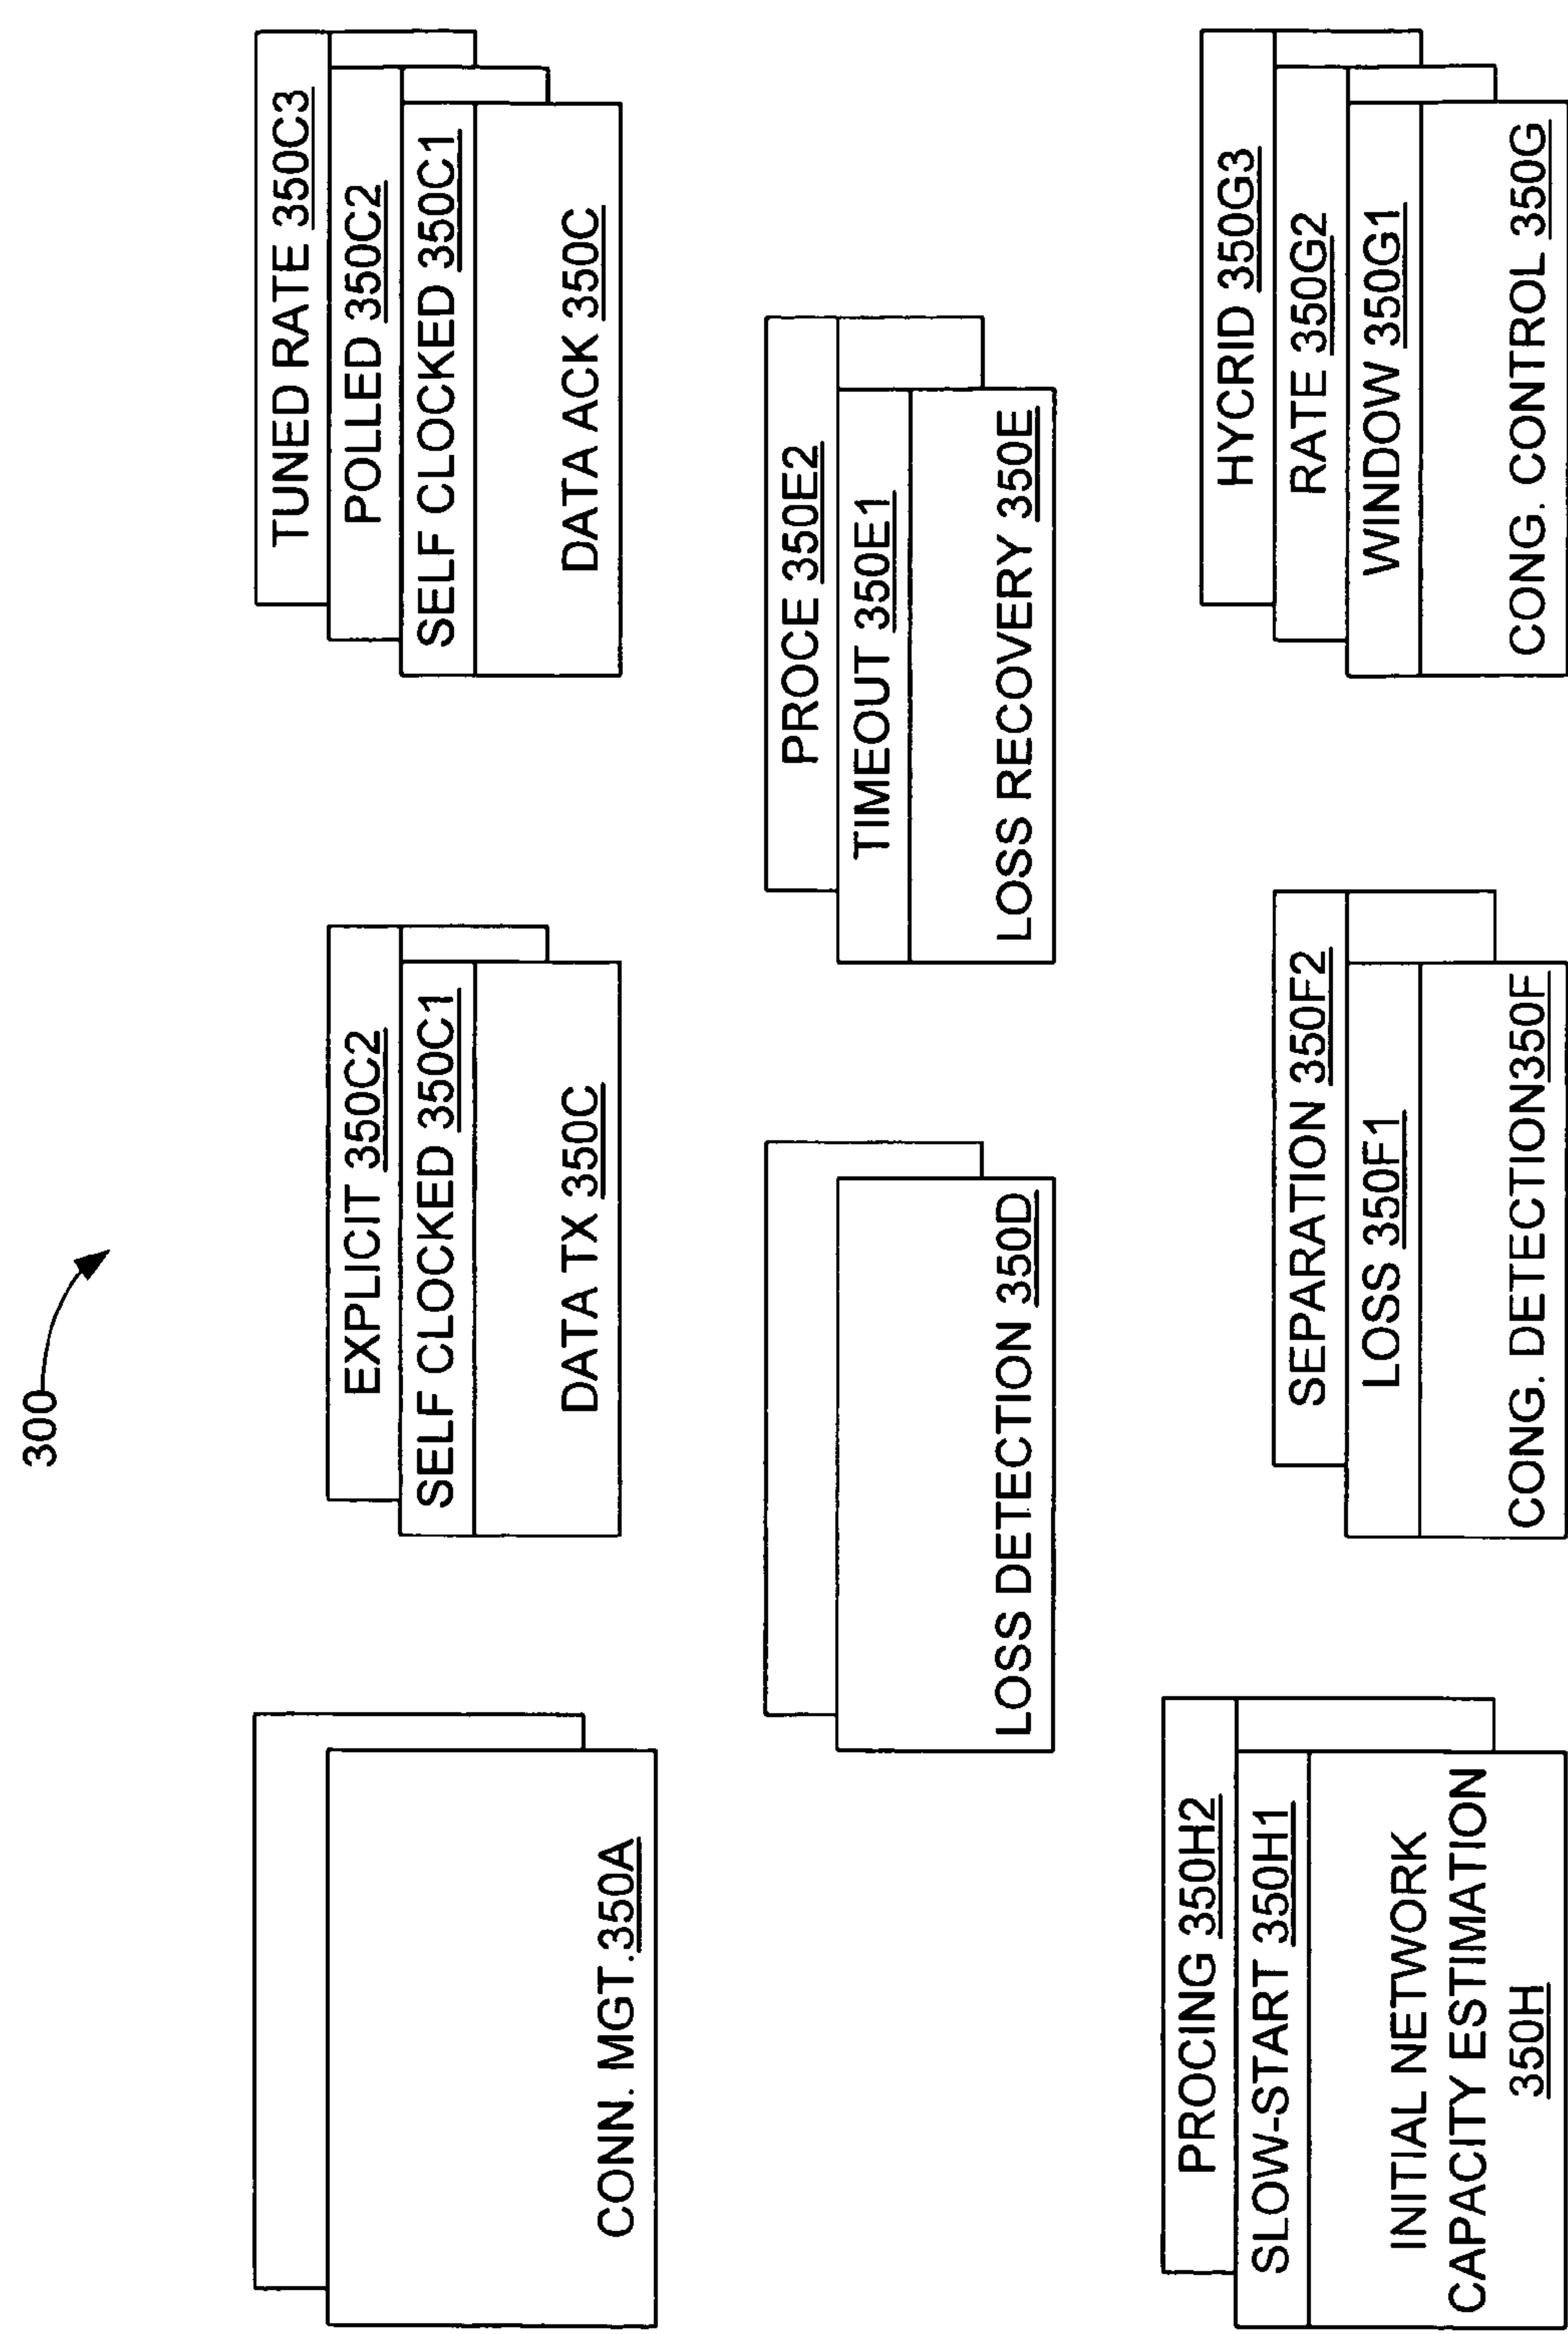 300
CONN. MGT.350A
EXPLICIT 350C2
SELF CLOCKED 350C1
DATA TX 350C
TUNED RATE 350C3
POLLED 350C2
SELF CLOCKED 350C1
DATA ACK 350C
LOSS DETECTION 350D
PROCE 350E2
TIMEOUT 350E1
LOSS RECOVERY 350E
PROCING 350H2
SLOW-START 350H1
INITIAL NETWORK
CAPACITY ESTIMATION
350H
SEPARATION 350F2
LOSS 350F1
CONG. DETECTION350F
HYCRID 350G3
RATE 350G2
WINDOW 350G1
CONG. CONTROL 350G